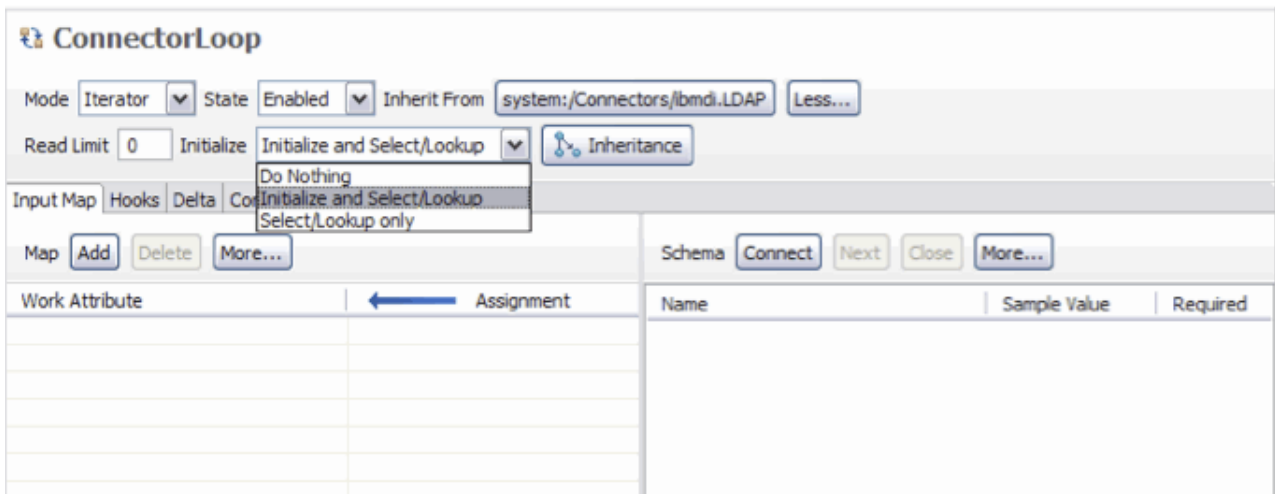 ConnectorLoop
Mode Iterator State Enabled Inherit From system:/Connectors/ibmdi.LDAP Less...
Read Limit 0 Initialize Initialize and Select/Lookup Inheritance
Do Nothing
Input Map Hooks Delta Con Initialize and Select/Lookup
Select/Lookup only
Map Add Delete More... Schema Connect Next Close More...
Work Attribute Assignment Name Sample Value Required